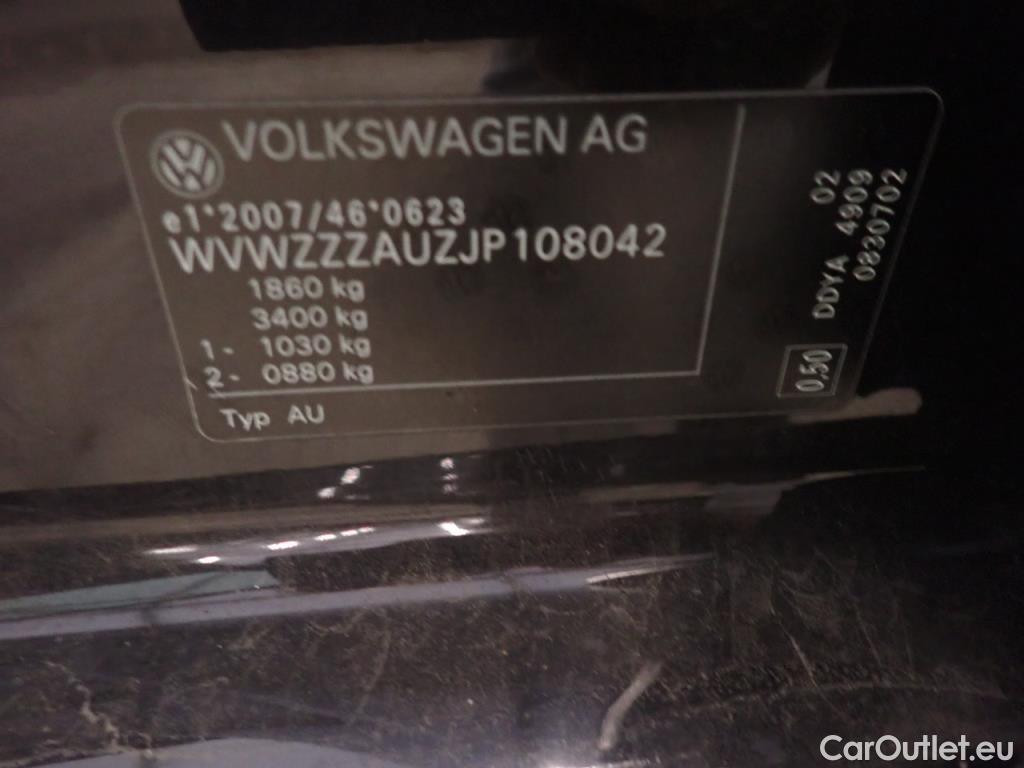 VOLKSWAGEN AG
e1*2007/46*0623
WVWZZZAUZJP108042
1860 kg
3400 kg
1- 1030 kg
2- 0880 kg
Typ AU
02
DDYA 4909
0830702
0,50
CarOutlet.eu